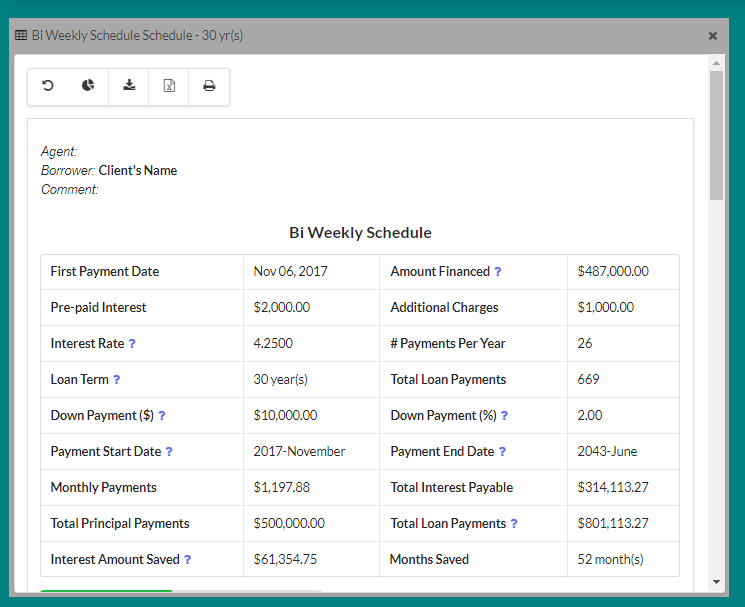 Bi Weekly Schedule Schedule - 30 yr(s)
Agent:
Borrower: Client's Name
Comment:
Bi Weekly Schedule
First Payment Date Nov 06, 2017 Amount Financed ? $487,000.00
Pre-paid Interest $2,000.00 Additional Charges $1,000.00
Interest Rate ? 4.2500 # Payments Per Year 26
Loan Term ? 30 year(s) Total Loan Payments 669
Down Payment ($) ? $10,000.00 Down Payment (%) ? 2.00
Payment Start Date ? 2017-November Payment End Date ? 2043-June
Monthly Payments $1,197.88 Total Interest Payable $314,113.27
Total Principal Payments $500,000.00 Total Loan Payments ? $801,113.27
Interest Amount Saved ? $61,354.75 Months Saved 52 month(s)